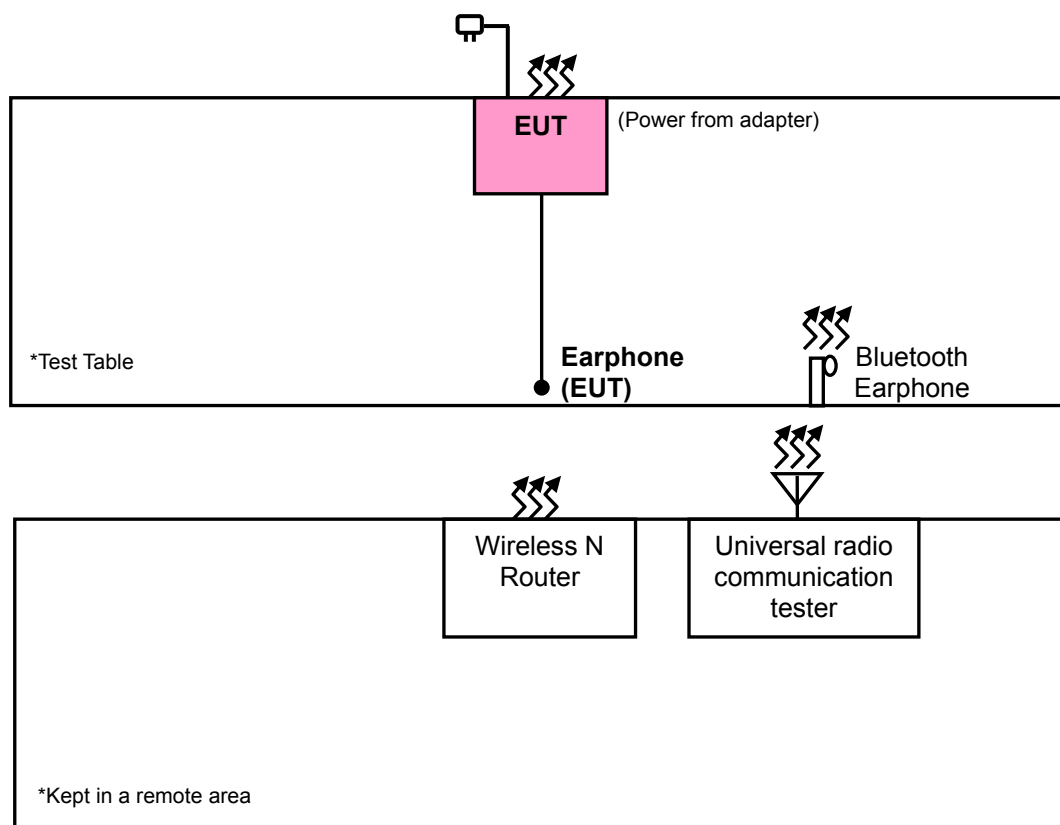 EUT
(Power from adapter)
*Test Table
Earphone
(EUT)
Bluetooth
Earphone
Wireless N
Router
Universal radio
communication
tester
*Kept in a remote area